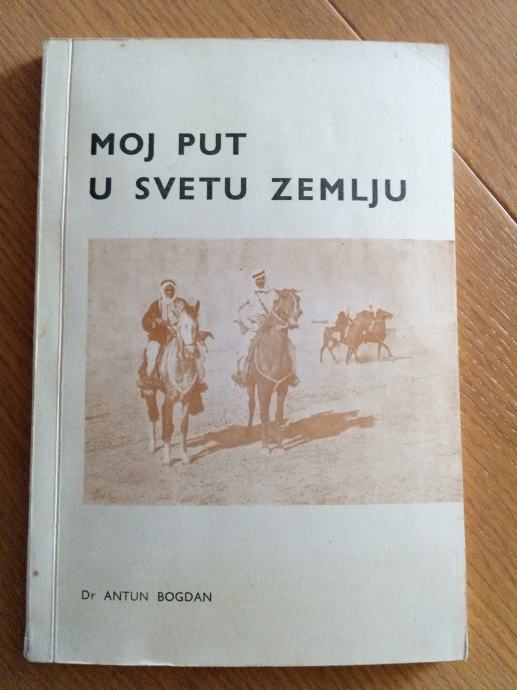 MOJ PUT
U SVETU ZEMLJU
Dr ANTUN BOGDAN